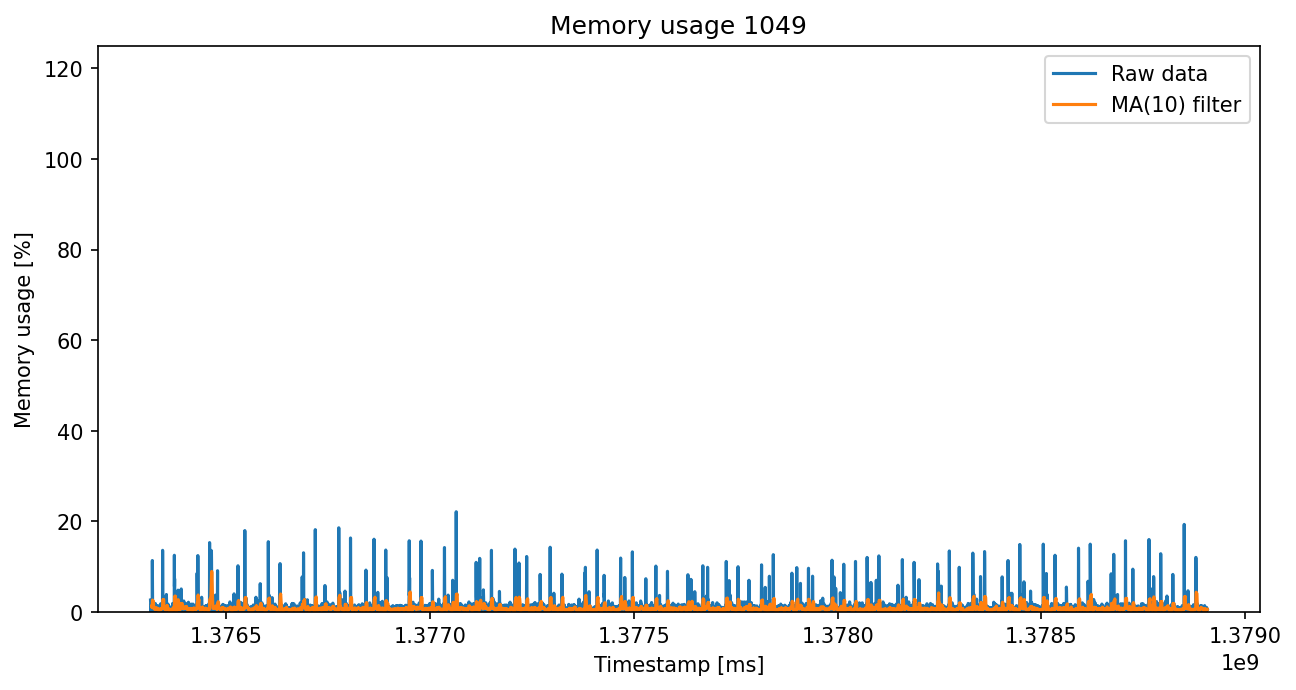 Memory usage 1049
Raw data
MA(10) filter
Memory usage [%]
120
100
80
60
40
20
0
1.3765 1.3770 1.3775 1.3780 1.3785 1.3790
1e9
Timestamp [ms]